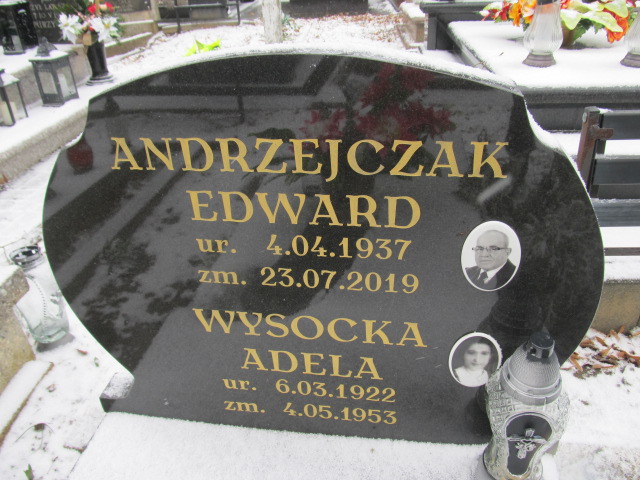 ANDRZEJCZAK
EDWARD
ur. 4.04.1937
zm. 23.07.2019
WYSOCKA
ADELA
ur. 6.03.1922
zm. 4.05.1953